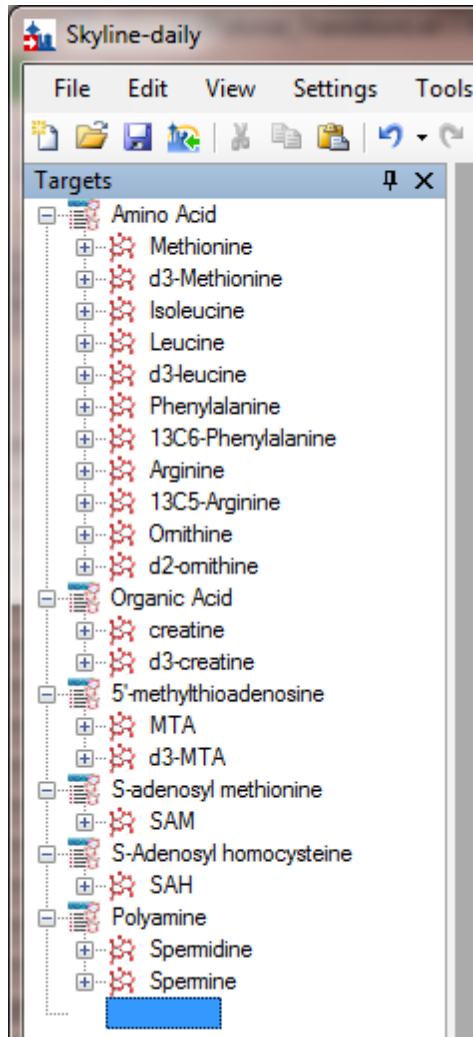 Skyline-daily
File Edit View Settings Tools
Targets
Amino Acid
Methionine
d3-Methionine
Isoleucine
Leucine
d3-leucine
Phenylalanine
13C6-Phenylalanine
Arginine
13C5-Arginine
Ornithine
d2-ornithine
Organic Acid
creatine
d3-creatine
5'-methylthioadenosine
MTA
d3-MTA
S-adenosyl methionine
SAM
S-Adenosyl homocysteine
SAH
Polyamine
Spermidine
Spermine